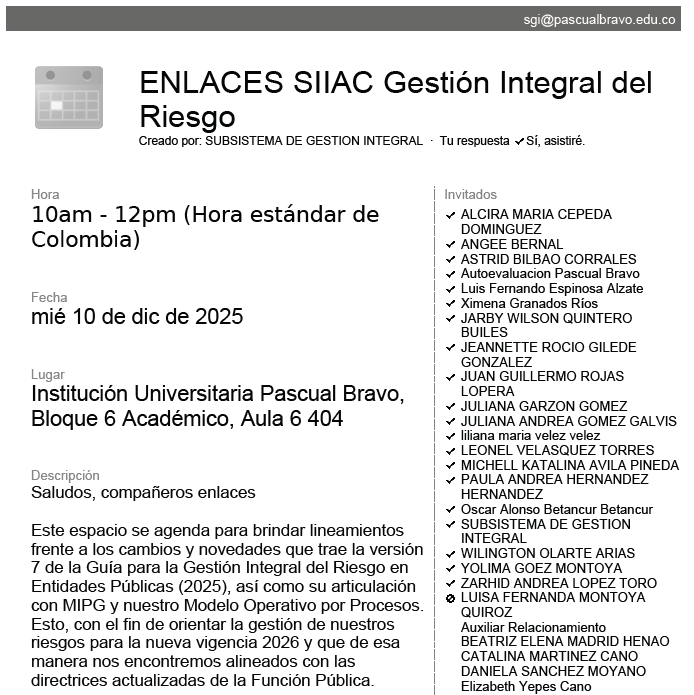 sgi@pascualbravo.edu.co
ENLACES SIIAC Gestión Integral del
Riesgo
Creado por: SUBSISTEMA DE GESTION INTEGRAL · Tu respuesta ✓Sí, asistiré.
Hora
10am - 12pm (Hora estándar de
Colombia)
Fecha
mié 10 de dic de 2025
Lugar
Institución Universitaria Pascual Bravo,
Bloque 6 Académico, Aula 6 404
Descripción
Saludos, compañeros enlaces
Este espacio se agenda para brindar lineamientos
frente a los cambios y novedades que trae la versión
7 de la Guía para la Gestión Integral del Riesgo en
Entidades Públicas (2025), así como su articulación
con MIPG y nuestro Modelo Operativo por Procesos.
Esto, con el fin de orientar la gestión de nuestros
riesgos para la nueva vigencia 2026 y que de esa
manera nos encontremos alineados con las
directrices actualizadas de la Función Pública.
Invitados
ALCIRA MARIA CEPEDA
DOMINGUEZ
ANGEE BERNAL
ASTRID BILBAO CORRALES
Autoevaluacion Pascual Bravo
Luis Fernando Espinosa Alzate
Ximena Granados Ríos
JARBY WILSON QUINTERO
BUILES
JEANNETTE ROCIO GILEDE
GONZALEZ
JUAN GUILLERMO ROJAS
LOPERA
JULIANA GARZON GOMEZ
JULIANA ANDREA GOMEZ GALVIS
liliana maria velez velez
LEONEL VELASQUEZ TORRES
MICHELL KATALINA AVILA PINEDA
PAULA ANDREA HERNANDEZ
HERNANDEZ
Oscar Alonso Betancur Betancur
SUBSISTEMA DE GESTION
INTEGRAL
WILINGTON OLARTE ARIAS
YOLIMA GOEZ MONTOYA
ZARHID ANDREA LOPEZ TORO
LUISA FERNANDA MONTOYA
QUIROZ
Auxiliar Relacionamiento
BEATRIZ ELENA MADRID HENAO
CATALINA MARTINEZ CANO
DANIELA SANCHEZ MOYANO
Elizabeth Yepes Cano